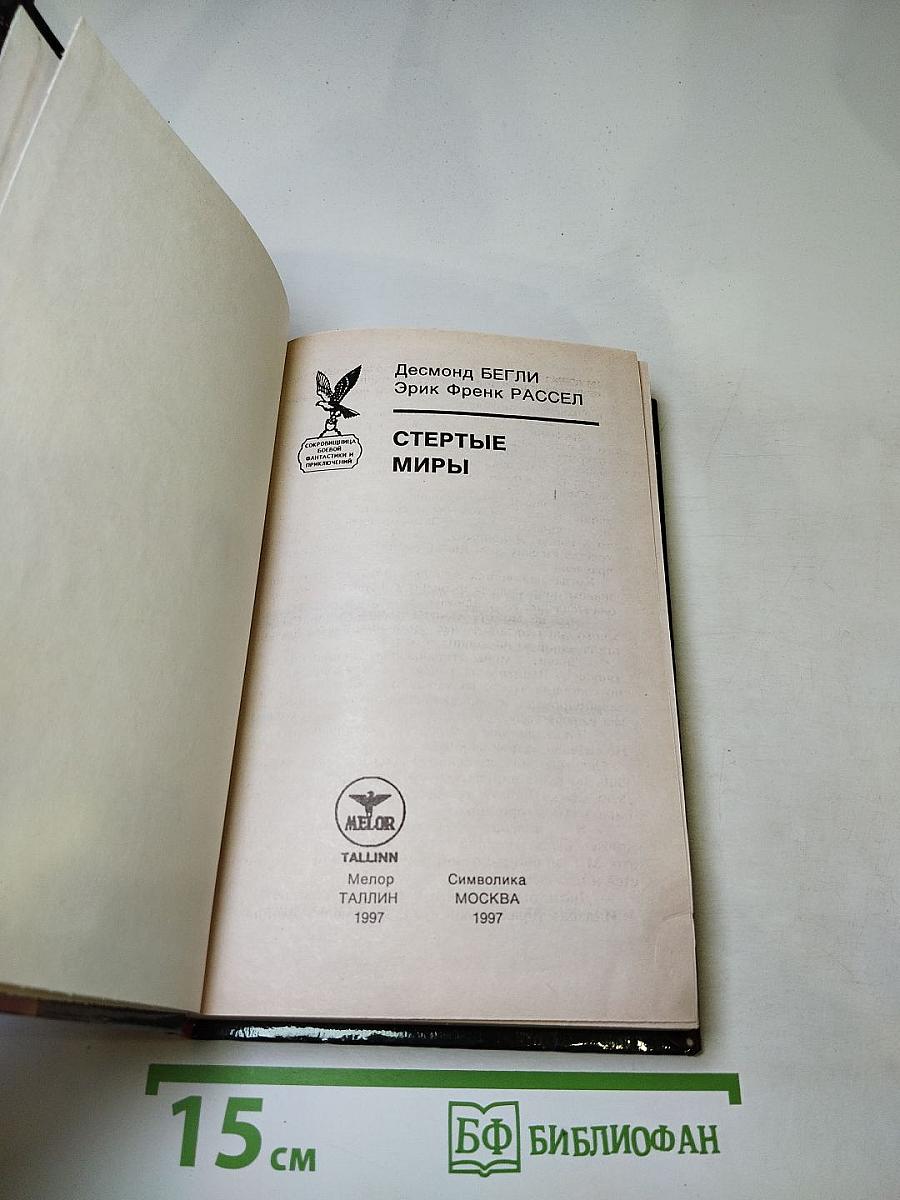 Десмонд БЕГЛИ
Эрик Френк РАССЕЛ
СТЕРТЫЕ
МИРЫ
СОКРОВИЩНИЦА
БОЕВОЙ
ФАНТАСТИКИ И
ПРИКЛЮЧЕНИЙ
MELOR
TALLINN
Мелор
ТАЛЛИН
1997
Символика
МОСКВА
1997
15 см
БФ БИБЛИОФАН